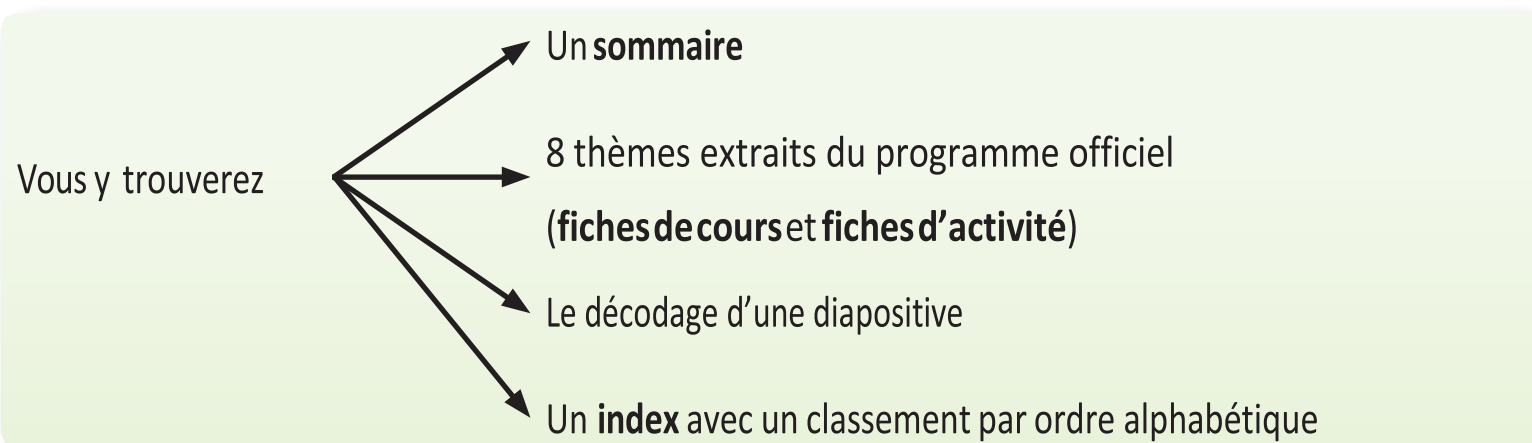 Un sommaire
8 thèmes extraits du programme officiel
Vous y trouverez
(fiches de cours et fiches d’activité)
Le décodage d’une diapositive
Un index avec un classement par ordre alphabétique